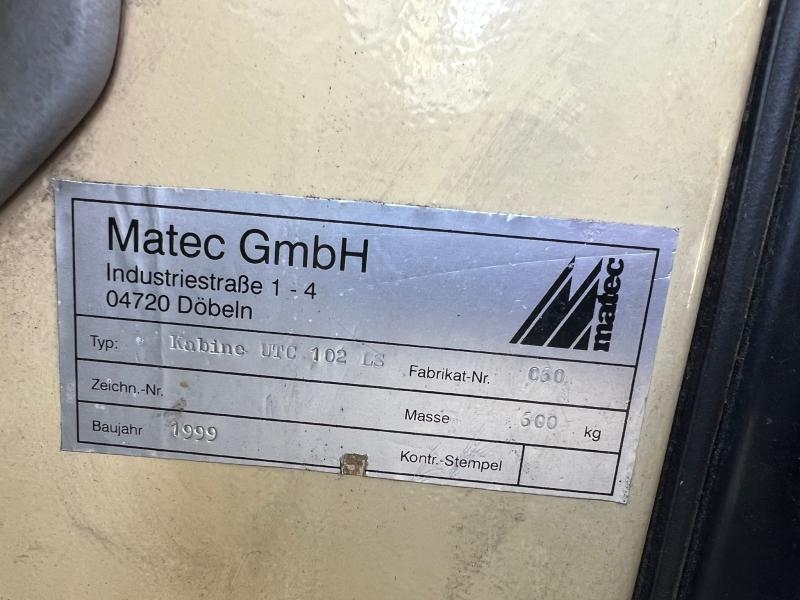 Matec GmbH
Industriestraße 1 - 4
04720 Döbeln
matec
Typ: Kabine UTC 102 LS
Fabrikat-Nr. 060
Zeichn.-Nr.
Masse 600 kg
Baujahr 1999
Kontr.-Stempel